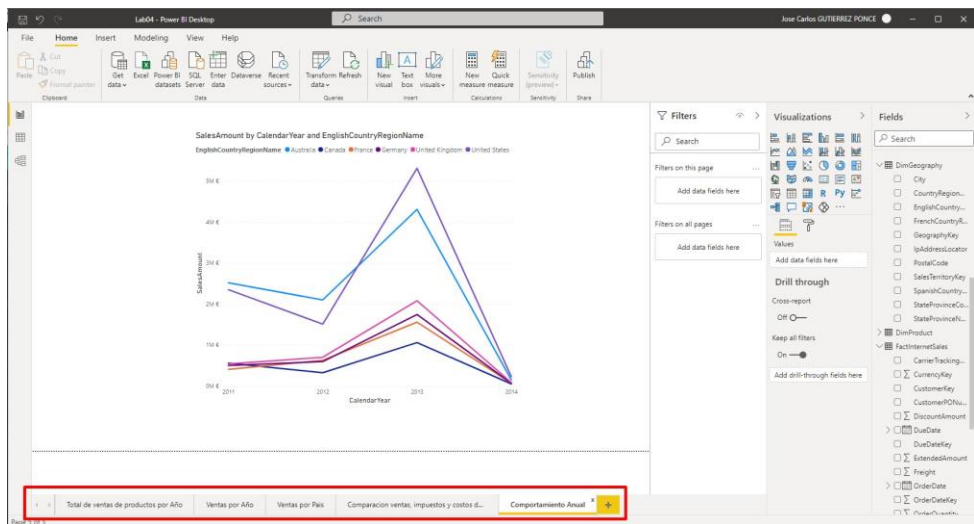 Lab04 - Power BI Desktop
Search
Jose Carlos GUTIERREZ PONCE
File Home Insert Modeling View Help
Paste
Cut
Copy
Format painter
Get data
Excel
Power BI datasets
SQL Server
Enter data
Dataverse
Recent sources
Transform data
Refresh
New visual
Text box
More visuals
New measure
Quick measure
Sensitivity (preview)
Publish
Clipboard
Data
Queries
Insert
Calculations
Sensitivity
Share
SalesAmount by CalendarYear and EnglishCountryRegionName
EnglishCountryRegionName Australia Canada France Germany United Kingdom United States
SalesAmount
5M €
4M €
3M €
2M €
1M €
0M €
2011 2012 2013 2014
CalendarYear
Filters
Search
Filters on this page ...
Add data fields here
Filters on all pages ...
Add data fields here
Visualizations
R Py
...
Values
Add data fields here
Drill through
Cross-report
Off
Keep all filters
On
Add drill-through fields here
Fields
Search
DimGeography
City
CountryRegion...
EnglishCountry...
FrenchCountryR...
GeographyKey
IpAddressLocator
PostalCode
SalesTerritoryKey
SpanishCountry...
StateProvinceCo...
StateProvinceN...
DimProduct
FactInternetSales
CarrierTracking...
∑ CurrencyKey
CustomerKey
CustomerPONu...
∑ DiscountAmount
DueDate
DueDateKey
∑ ExtendedAmount
∑ Freight
OrderDate
∑ OrderDateKey
∑ OrderQuantity
Total de ventas de productos por Año
Ventas por Año
Ventas por Pais
Comparacion ventas, impuestos y costos d...
Comportamiento Anual
Page 5 of 5